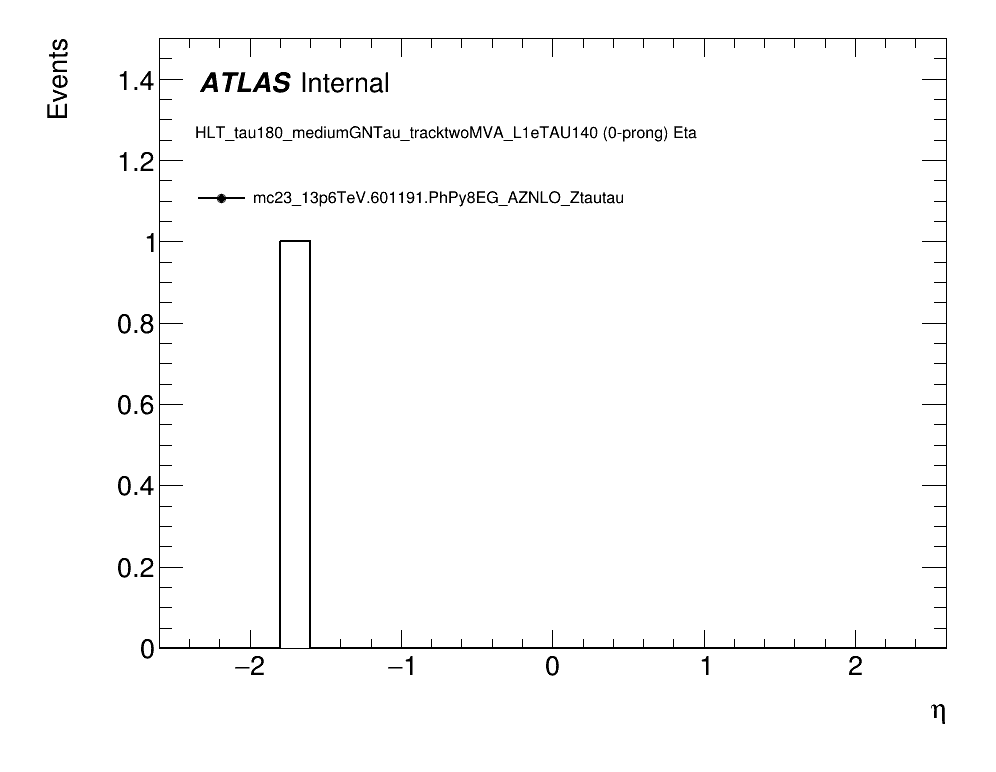 Events
1.4
ATLAS Internal
HLT_tau180_mediumGNTau_tracktwoMVA_L1eTAU140 (0-prong) Eta
1.2
mc23_13p6TeV.601191.PhPy8EG_AZNLO_Ztautau
1
0.8
0.6
0.4
0.2
0
−2 −1 0 1 2
η